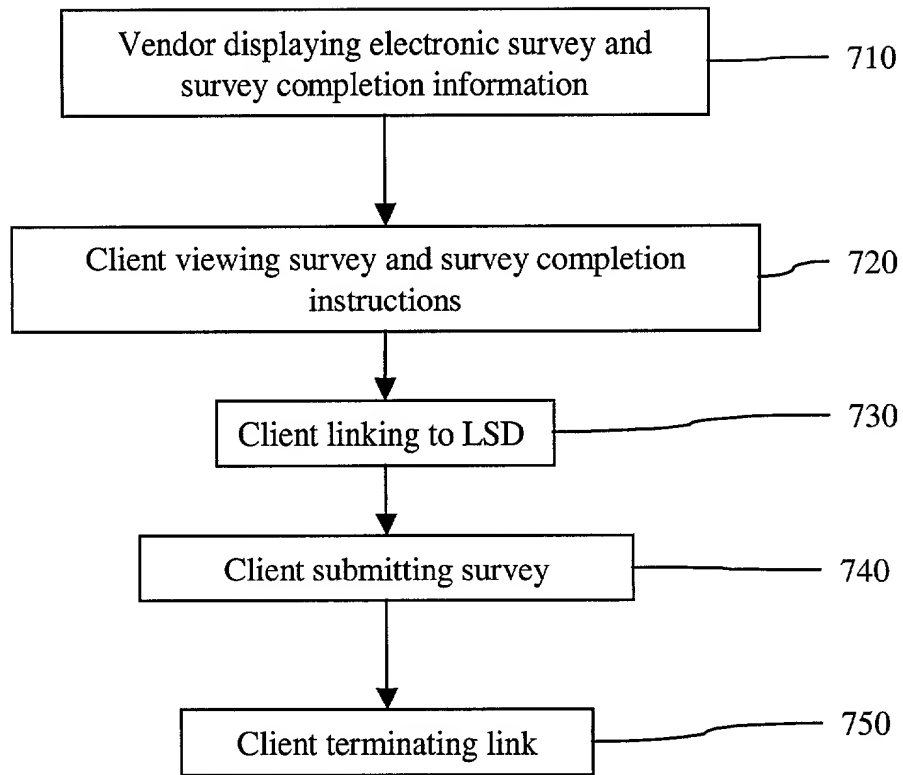 Vendor displaying electronic survey and
survey completion information
710
Client viewing survey and survey completion
instructions
720
Client linking to LSD
730
Client submitting survey
740
Client terminating link
750